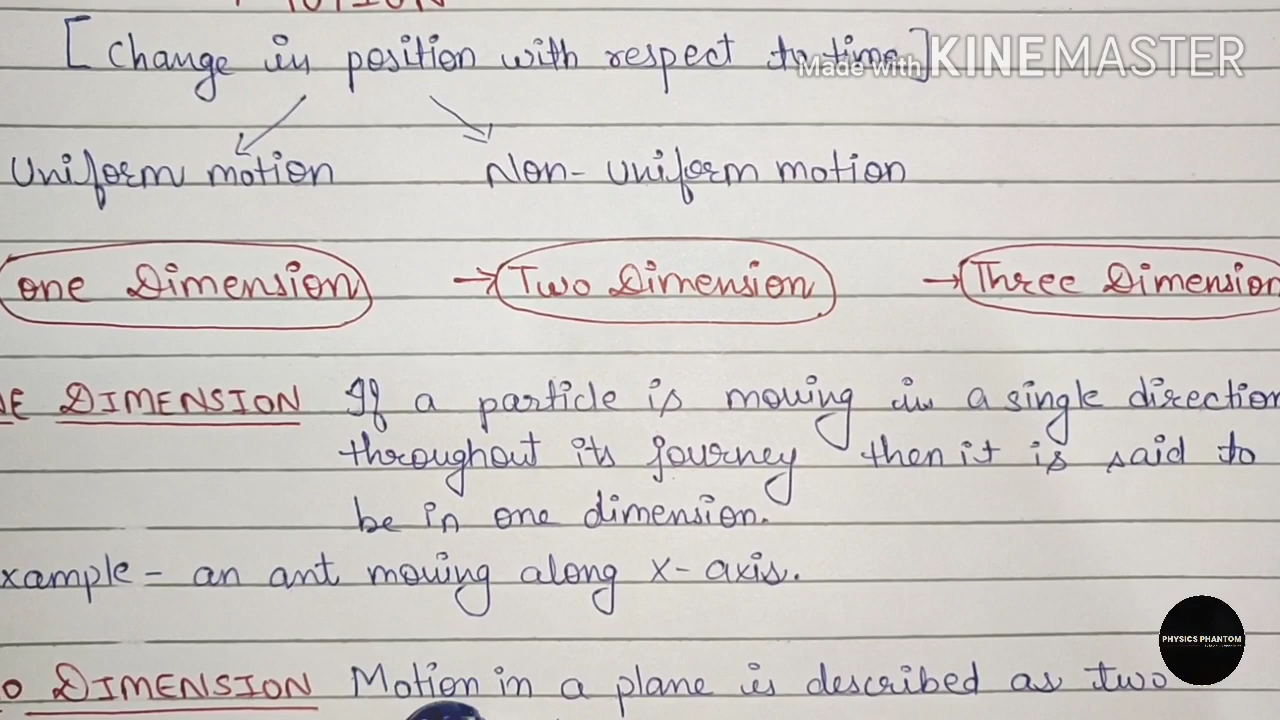 MOTION
[Change in position with respect to time]
Made with KINEMASTER
Uniform motion Non-Uniform motion
one Dimension → Two Dimension → Three Dimension
E DIMENSION If a particle is moving in a single direction
throughout its journey then it is said to
be in one dimension.
xample - an ant moving along x-axis.
PHYSICS PHANTOM
O DIMENSION Motion in a plane is described as two